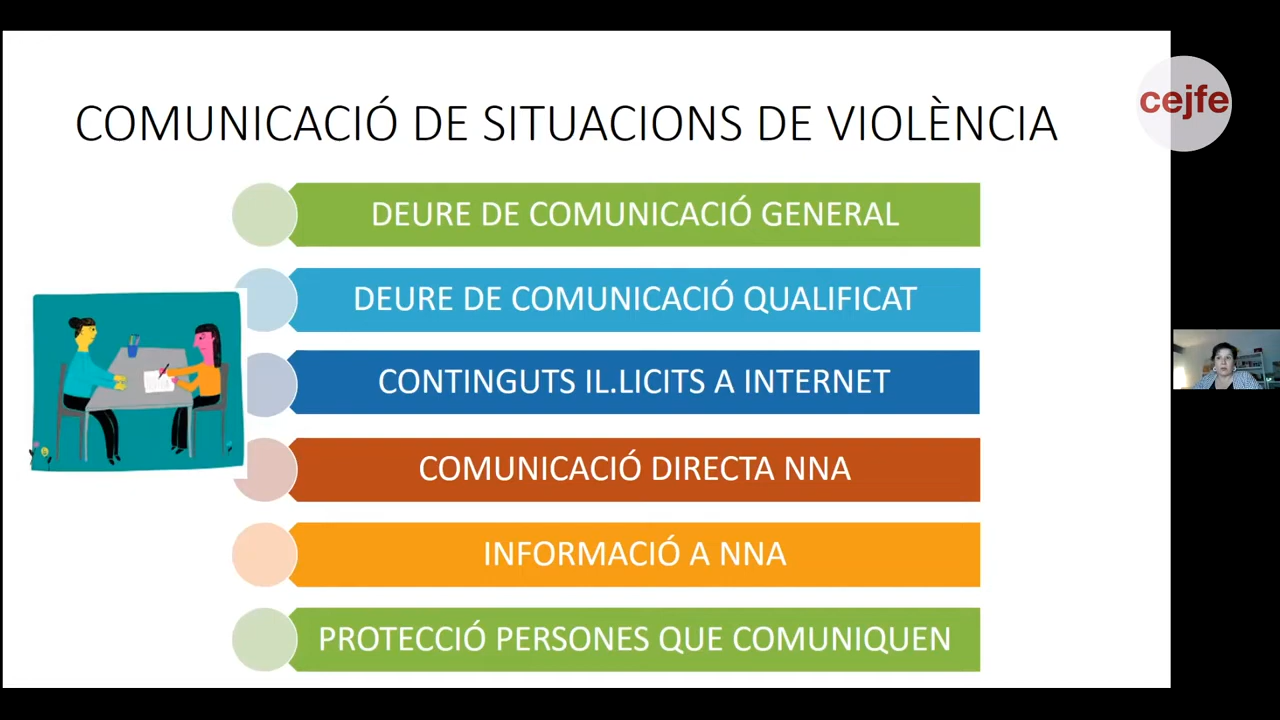 COMUNICACIÓ DE SITUACIONS DE VIOLÈNCIA
cejfe
DEURE DE COMUNICACIÓ GENERAL
DEURE DE COMUNICACIÓ QUALIFICAT
CONTINGUTS IL.LICITS A INTERNET
COMUNICACIÓ DIRECTA NNA
INFORMACIÓ A NNA
PROTECCIÓ PERSONES QUE COMUNIQUEN